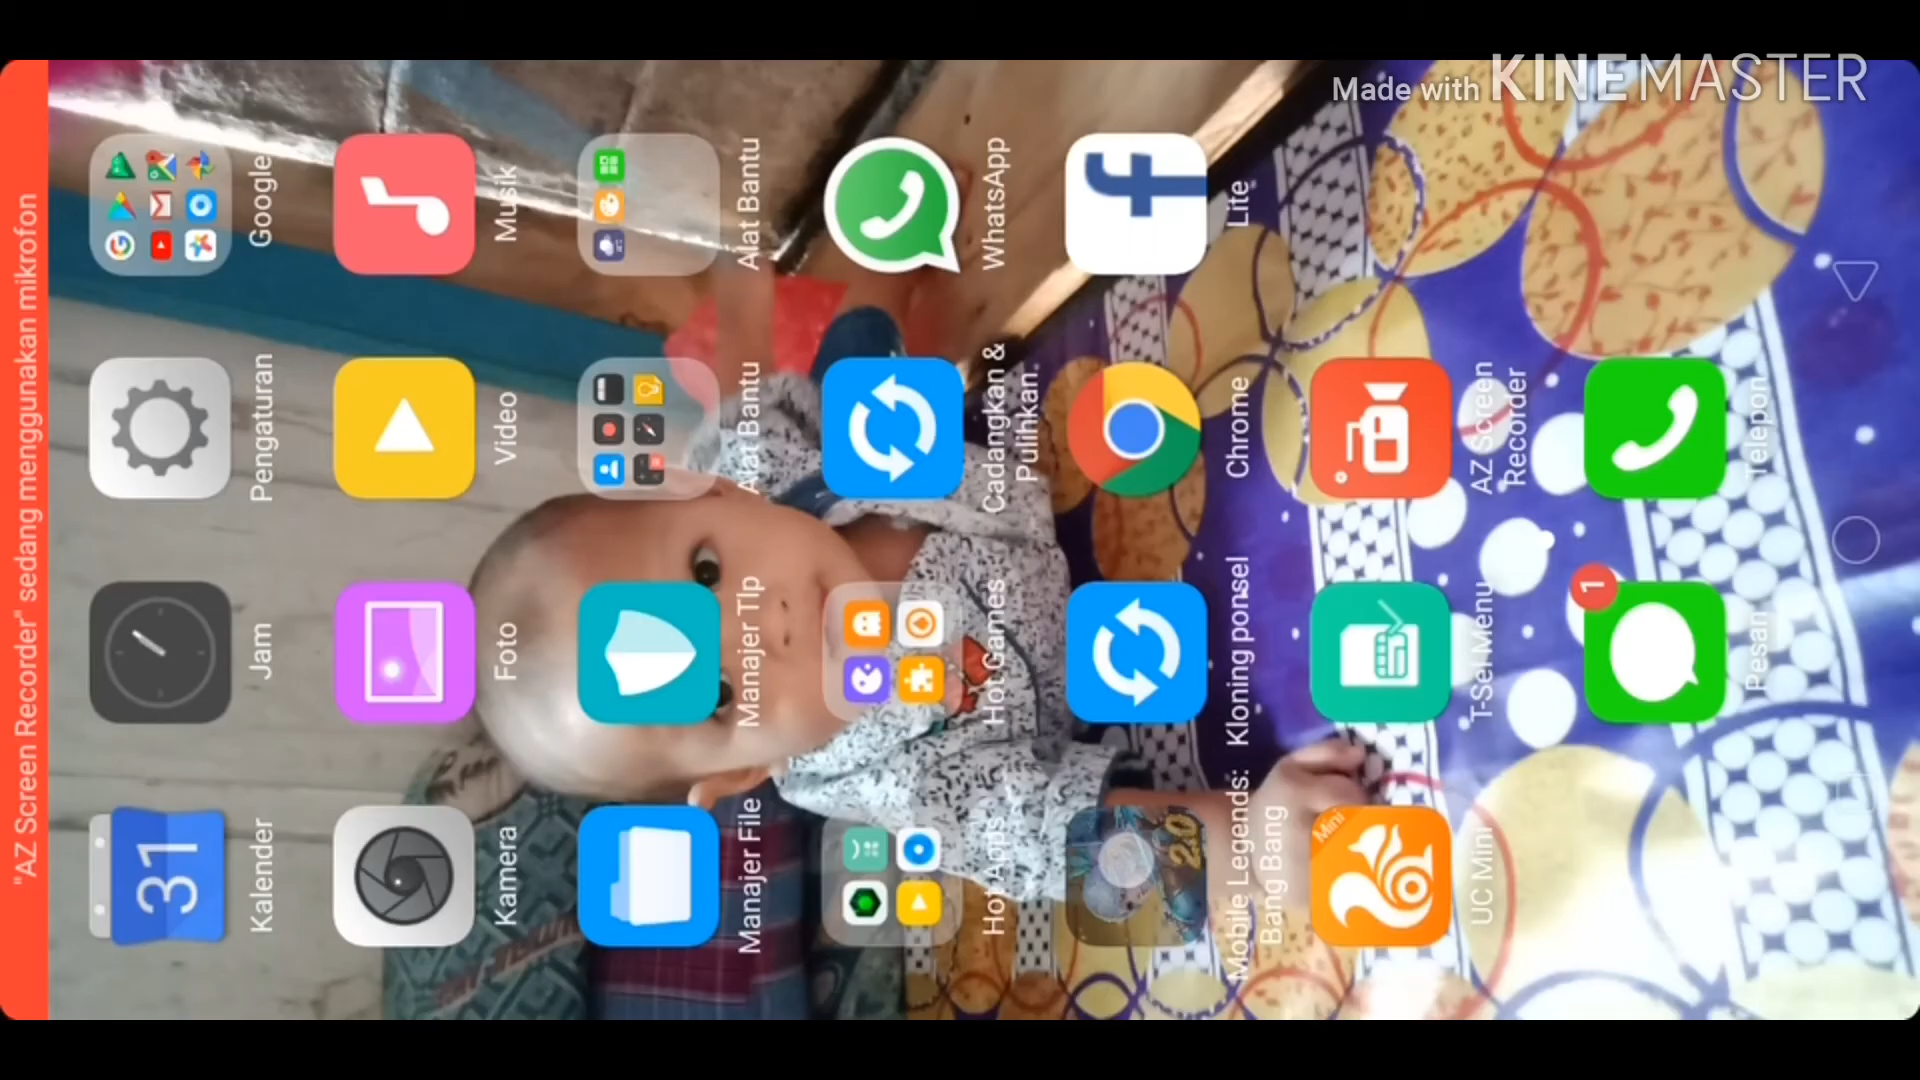 Made with KINEMASTER
"AZ Screen Recorder" sedang menggunakan mikrofon
31
Kalender
Jam
Pengaturan
Google
Kamera
Foto
Video
Musik
Manajer File
Manajer Tlp
Alat Bantu
Alat Bantu
Hot Apps
Hot Games
Cadangkan &
Pulihkan.
WhatsApp
2.0
Mobile Legends:
Bang Bang
Kloning ponsel
Chrome
Lite
Mini
UC Mini
T-Sel Menu
AZ Screen
Recorder
1
Pesan
Telepon